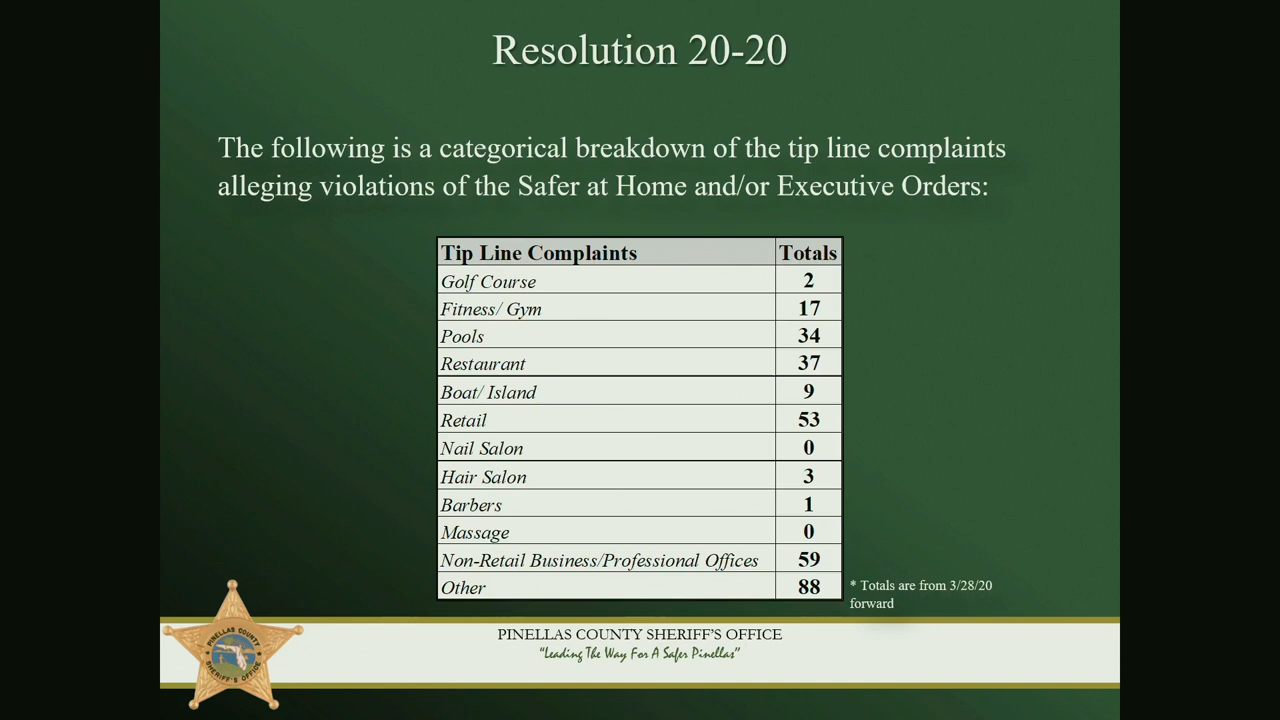 Resolution 20-20
The following is a categorical breakdown of the tip line complaints
alleging violations of the Safer at Home and/or Executive Orders:
Tip Line Complaints Totals
Golf Course 2
Fitness/ Gym 17
Pools 34
Restaurant 37
Boat/ Island 9
Retail 53
Nail Salon 0
Hair Salon 3
Barbers 1
Massage 0
Non-Retail Business/Professional Offices 59
Other 88
* Totals are from 3/28/20
forward
PINELLAS COUNTY SHERIFF'S OFFICE
"Leading The Way For A Safer Pinellas"
PINELLAS COUNTY
SHERIFF'S OFFICE